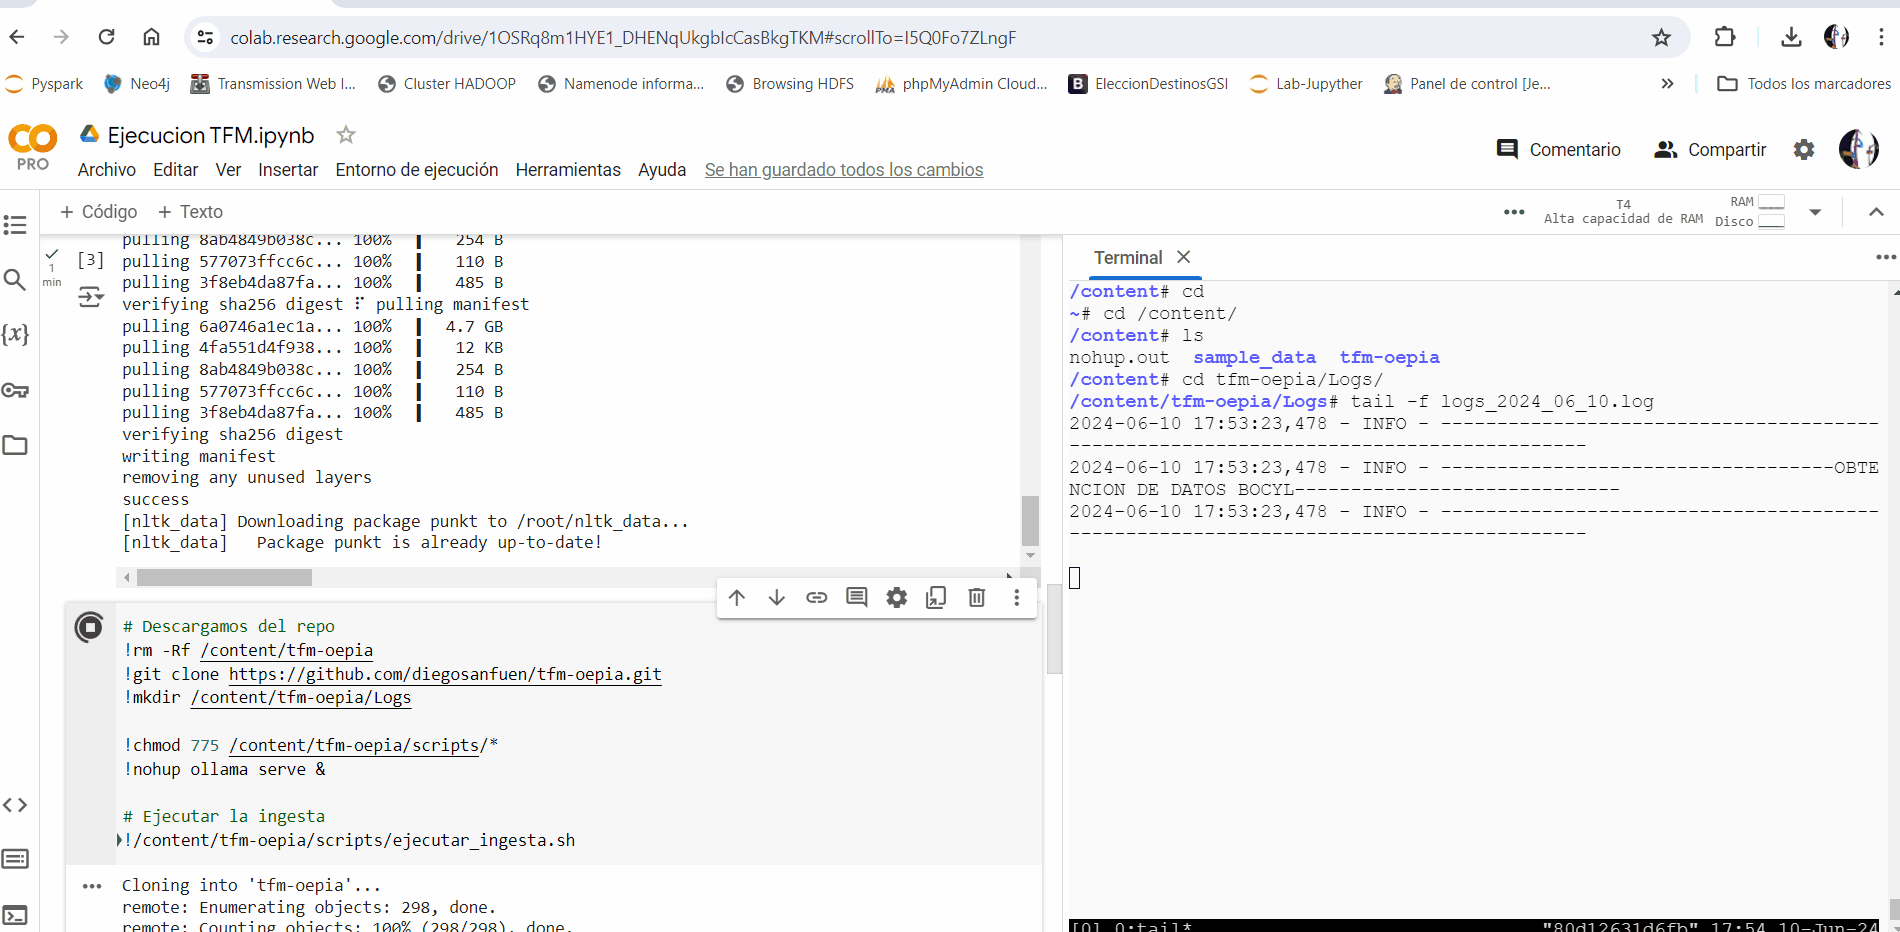 colab.research.google.com/drive/1OSRq8m1HYE1_DHENqUkgbIcCasBkgTKM#scrollTo=I5Q0Fo7ZLngF
Pyspark Neo4j Transmission Web I... Cluster HADOOP Namenode informa... Browsing HDFS phpMyAdmin Cloud... B EleccionDestinosGSI Lab-Jupyther Panel de control [Je... » Todos los marcadores
CO PRO
Ejecucion TFM.ipynb
Comentario Compartir
Archivo Editar Ver Insertar Entorno de ejecución Herramientas Ayuda Se han guardado todos los cambios
+ Código + Texto
T4
Alta capacidad de RAM
RAM
Disco
[3]
1
min
pulling 8ab4849b038c... 100% ▌ 254 B
pulling 577073ffcc6c... 100% ▌ 110 B
pulling 3f8eb4da87fa... 100% ▌ 485 B
verifying sha256 digest ⠏ pulling manifest
pulling 6a0746a1ec1a... 100% ▌ 4.7 GB
pulling 4fa551d4f938... 100% ▌ 12 KB
pulling 8ab4849b038c... 100% ▌ 254 B
pulling 577073ffcc6c... 100% ▌ 110 B
pulling 3f8eb4da87fa... 100% ▌ 485 B
verifying sha256 digest
writing manifest
removing any unused layers
success
[nltk_data] Downloading package punkt to /root/nltk_data...
[nltk_data]   Package punkt is already up-to-date!
# Descargamos del repo
!rm -Rf /content/tfm-oepia
!git clone https://github.com/diegosanfuen/tfm-oepia.git
!mkdir /content/tfm-oepia/Logs
!chmod 775 /content/tfm-oepia/scripts/*
!nohup ollama serve &
# Ejecutar la ingesta
!/content/tfm-oepia/scripts/ejecutar_ingesta.sh
Cloning into 'tfm-oepia'...
remote: Enumerating objects: 298, done.
remote: Counting objects: 100% (298/298), done.
{x}
<>
Terminal ×
/content# cd
~# cd /content/
/content# ls
nohup.out sample_data tfm-oepia
/content# cd tfm-oepia/Logs/
/content/tfm-oepia/Logs# tail -f logs_2024_06_10.log
2024-06-10 17:53:23,478 - INFO - ---------------------------------------
----------------------------------------------
2024-06-10 17:53:23,478 - INFO - -----------------------------------OBTE
NCION DE DATOS BOCYL-----------------------------
2024-06-10 17:53:23,478 - INFO - ---------------------------------------
----------------------------------------------
[0] 0:tail* "80d12631d6fb" 17:54 10-Jun-24